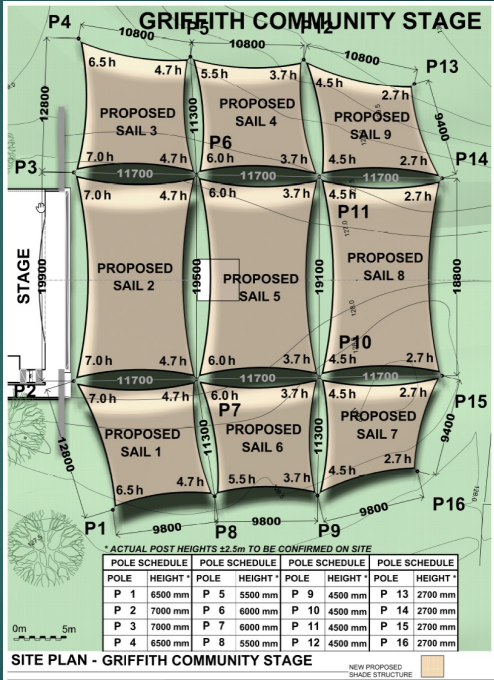 GRIFFITH COMMUNITY STAGE
P4
P5
P12
10800
10800
10800
P13
6.5 h
4.7 h
5.5 h
3.7 h
4.5 h
2.7 h
12800
PROPOSED
SAIL 3
11300
PROPOSED
SAIL 4
PROPOSED
SAIL 9
9400
P6
P3
7.0 h
4.7 h
6.0 h
3.7 h
4.5 h
2.7 h
P14
11700
11700
11700
7.0 h
4.7 h
6.0 h
3.7 h
4.5 h
2.7 h
P11
STAGE
19900
PROPOSED
SAIL 2
19500
PROPOSED
SAIL 5
19100
PROPOSED
SAIL 8
18800
P10
7.0 h
4.7 h
6.0 h
3.7 h
4.5 h
2.7 h
11700
11700
11700
P2
7.0 h
4.7 h
6.0 h
3.7 h
4.5 h
2.7 h
P15
P7
12800
PROPOSED
SAIL 1
11300
PROPOSED
SAIL 6
11300
PROPOSED
SAIL 7
9400
6.5 h
4.7 h
5.5 h
3.7 h
4.5 h
2.7 h
P1
9800
P8
9800
P9
9800
P16
* ACTUAL POST HEIGHTS ±2.5m TO BE CONFIRMED ON SITE
POLE SCHEDULE POLE SCHEDULE POLE SCHEDULE POLE SCHEDULE
POLE HEIGHT * POLE HEIGHT * POLE HEIGHT * POLE HEIGHT *
P 1 6500 mm P 5 5500 mm P 9 4500 mm P 13 2700 mm
P 2 7000 mm P 6 6000 mm P 10 4500 mm P 14 2700 mm
P 3 7000 mm P 7 6000 mm P 11 4500 mm P 15 2700 mm
P 4 6500 mm P 8 5500 mm P 12 4500 mm P 16 2700 mm
0m 5m
SITE PLAN - GRIFFITH COMMUNITY STAGE
NEW PROPOSED
SHADE STRUCTURE